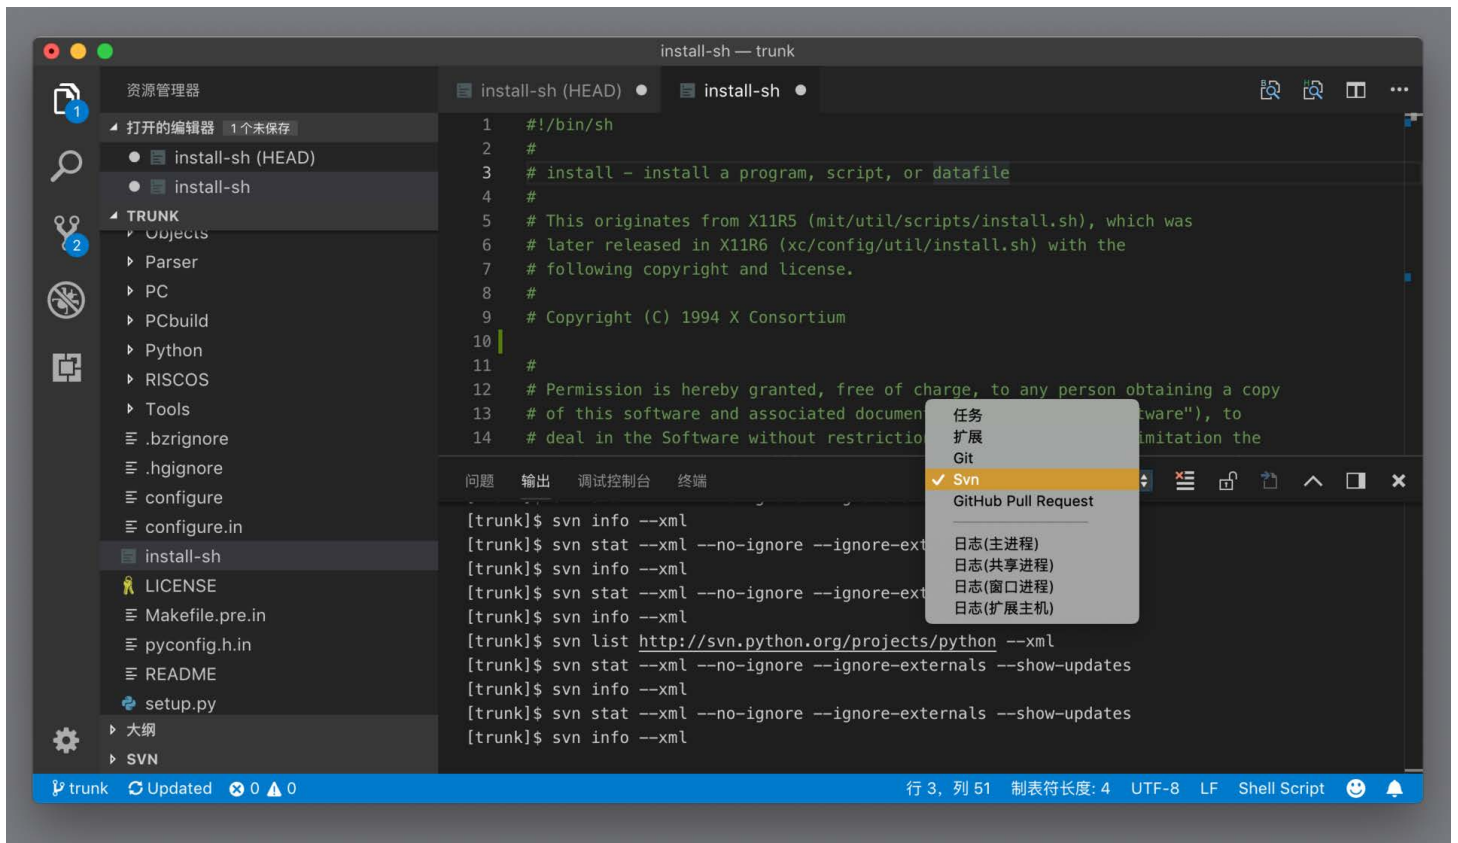 install-sh — trunk
资源管理器
打开的编辑器 1 个未保存
install-sh (HEAD)
install-sh
TRUNK
Objects
Parser
PC
PCbuild
Python
RISCOS
Tools
.bzrignore
.hgignore
configure
configure.in
install-sh
LICENSE
Makefile.pre.in
pyconfig.h.in
README
setup.py
大纲
SVN
1
2
install-sh (HEAD)
install-sh
1 #!/bin/sh
2 #
3 # install - install a program, script, or datafile
4 #
5 # This originates from X11R5 (mit/util/scripts/install.sh), which was
6 # later released in X11R6 (xc/config/util/install.sh) with the
7 # following copyright and license.
8 #
9 # Copyright (C) 1994 X Consortium
10
11 #
12 # Permission is hereby granted, free of charge, to any person obtaining a copy
13 # of this software and associated documen tware"), to
14 # deal in the Software without restrictio imitation the
问题 输出 调试控制台 终端
任务
扩展
Git
✓ Svn
GitHub Pull Request
日志(主进程)
日志(共享进程)
日志(窗口进程)
日志(扩展主机)
[trunk]$ svn info --xml
[trunk]$ svn stat --xml --no-ignore --ignore-ext
[trunk]$ svn info --xml
[trunk]$ svn stat --xml --no-ignore --ignore-ext
[trunk]$ svn info --xml
[trunk]$ svn list http://svn.python.org/projects/python --xml
[trunk]$ svn stat --xml --no-ignore --ignore-externals --show-updates
[trunk]$ svn info --xml
[trunk]$ svn stat --xml --no-ignore --ignore-externals --show-updates
[trunk]$ svn info --xml
trunk Updated 0 0 行 3，列 51 制表符长度: 4 UTF-8 LF Shell Script